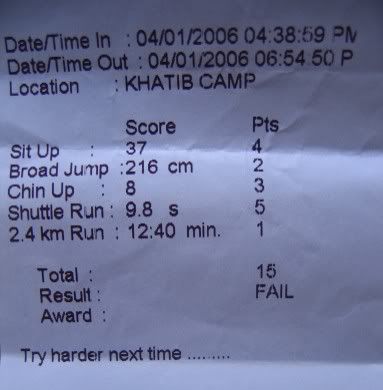 Date/Time In : 04/01/2006 04:38:59 PM
Date/Time Out : 04/01/2006 06:54:50 P
Location : KHATIB CAMP
Score Pts
Sit Up : 37 4
Broad Jump :216 cm 2
Chin Up : 8 3
Shuttle Run : 9.8 s 5
2.4 km Run : 12:40 min. 1
Total : 15
Result : FAIL
Award :
Try harder next time .........